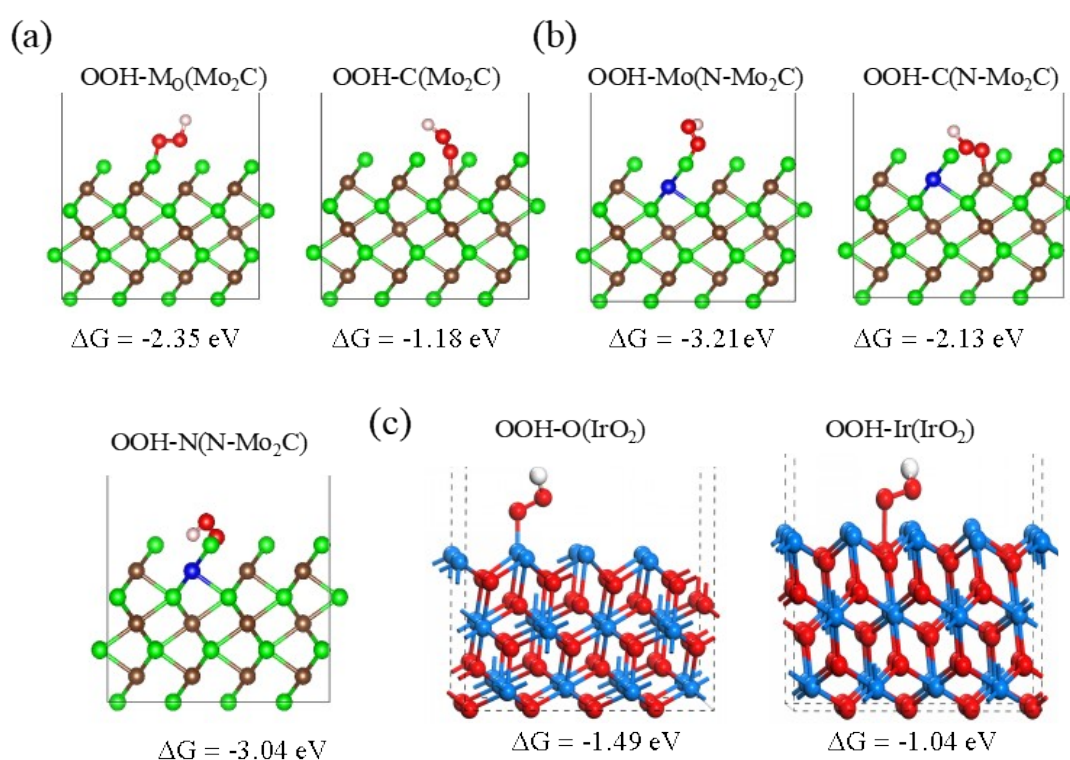 (a)
(b)
OOH-M₀(Mo₂C)
OOH-C(Mo₂C)
OOH-Mo(N-Mo₂C)
OOH-C(N-Mo₂C)
ΔG = -2.35 eV
ΔG = -1.18 eV
ΔG = -3.21 eV
ΔG = -2.13 eV
(c)
OOH-N(N-Mo₂C)
OOH-O(IrO₂)
OOH-Ir(IrO₂)
ΔG = -3.04 eV
ΔG = -1.49 eV
ΔG = -1.04 eV